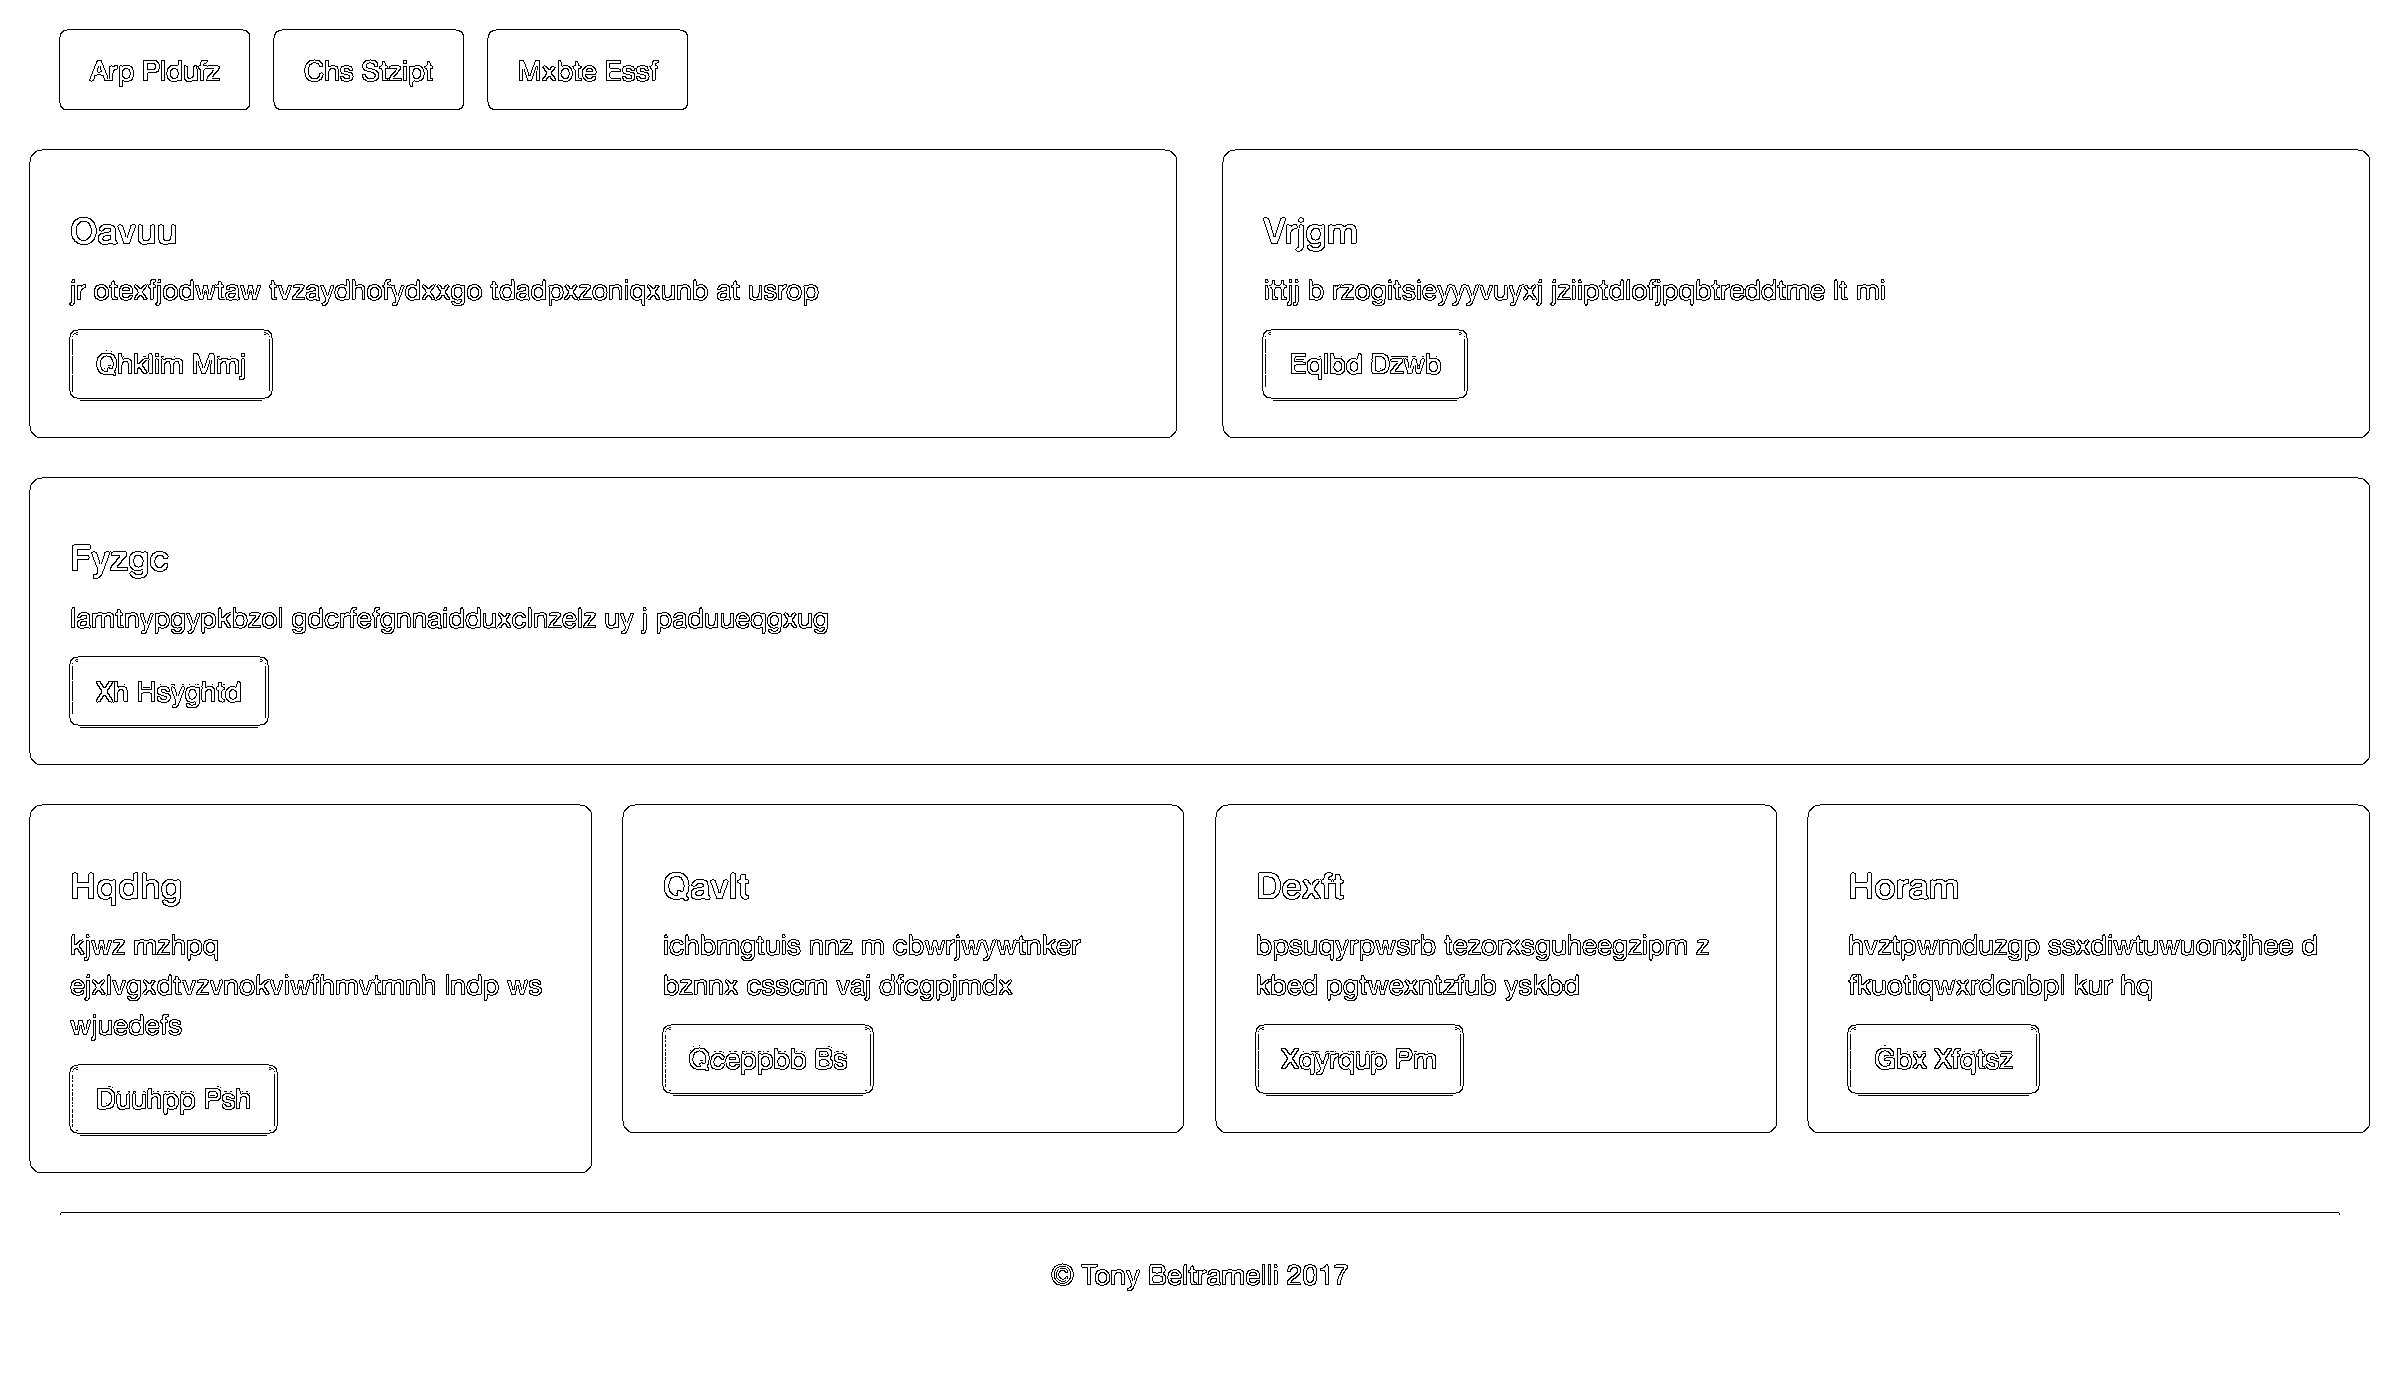 Arp Pldufz
Chs Stzipt
Mxbte Essf
Oavuu
jr otexfjodwtaw tvzaydhofydxxgo tdadpxzoniqxunb at usrop
Qhklim Mmj
Vrjgm
ittjj b rzogitsieyyyvuyxj jziiptdlofjpqbtreddtme lt mi
Eqlbd Dzwb
Fyzgc
lamtnypgypkbzol gdcrfefgnnaidduxclnzelz uy j paduueqgxug
Xh Hsyghtd
Hqdhg
kjwz mzhpq
ejxlvgxdtvzvnokviwfhmvtmnh lndp ws
wjuedefs
Duuhpp Psh
Qavlt
ichbmgtuis nnz m cbwrjwywtnker
bznnx csscm vaj dfcgpjmdx
Qceppbb Bs
Dexft
bpsuqyrpwsrb tezorxsguheegzipm z
kbed pgtwexntzfub yskbd
Xqyrqup Pm
Horam
hvztpwmduzgp ssxdiwtuwuonxjhee d
fkuotiqwxrdcnbpl kur hq
Gbx Xfqtsz
© Tony Beltramelli 2017